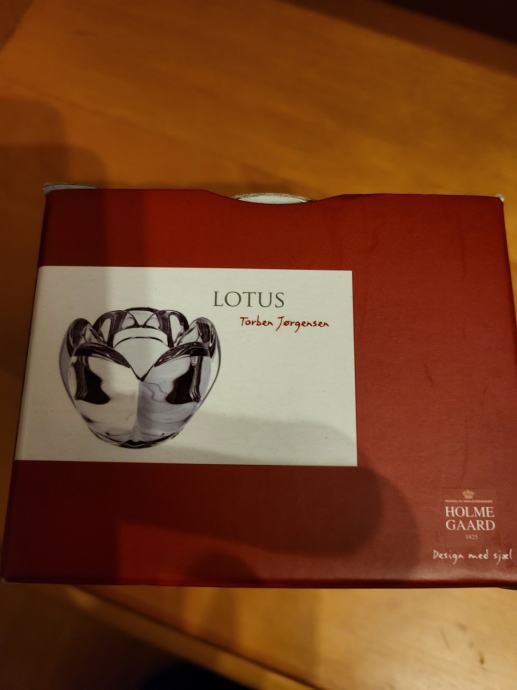 LOTUS
Torben Jørgensen
HOLME
GAARD
1825
Design med sjæl